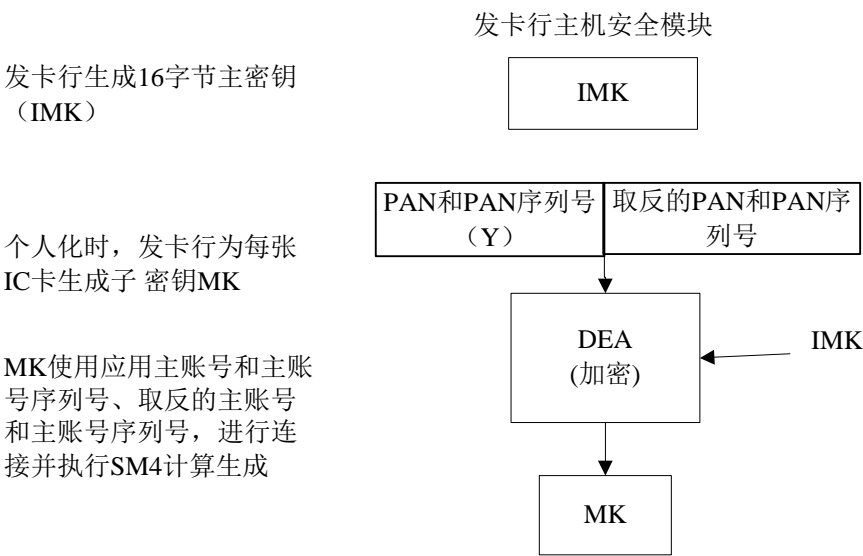 发卡行主机安全模块
发卡行生成16字节主密钥
（IMK）
IMK
PAN和PAN序列号
（Y）
取反的PAN和PAN序
列号
个人化时，发卡行为每张
IC卡生成子 密钥MK
DEA
(加密)
IMK
MK使用应用主账号和主账
号序列号、取反的主账号
和主账号序列号，进行连
接并执行SM4计算生成
MK